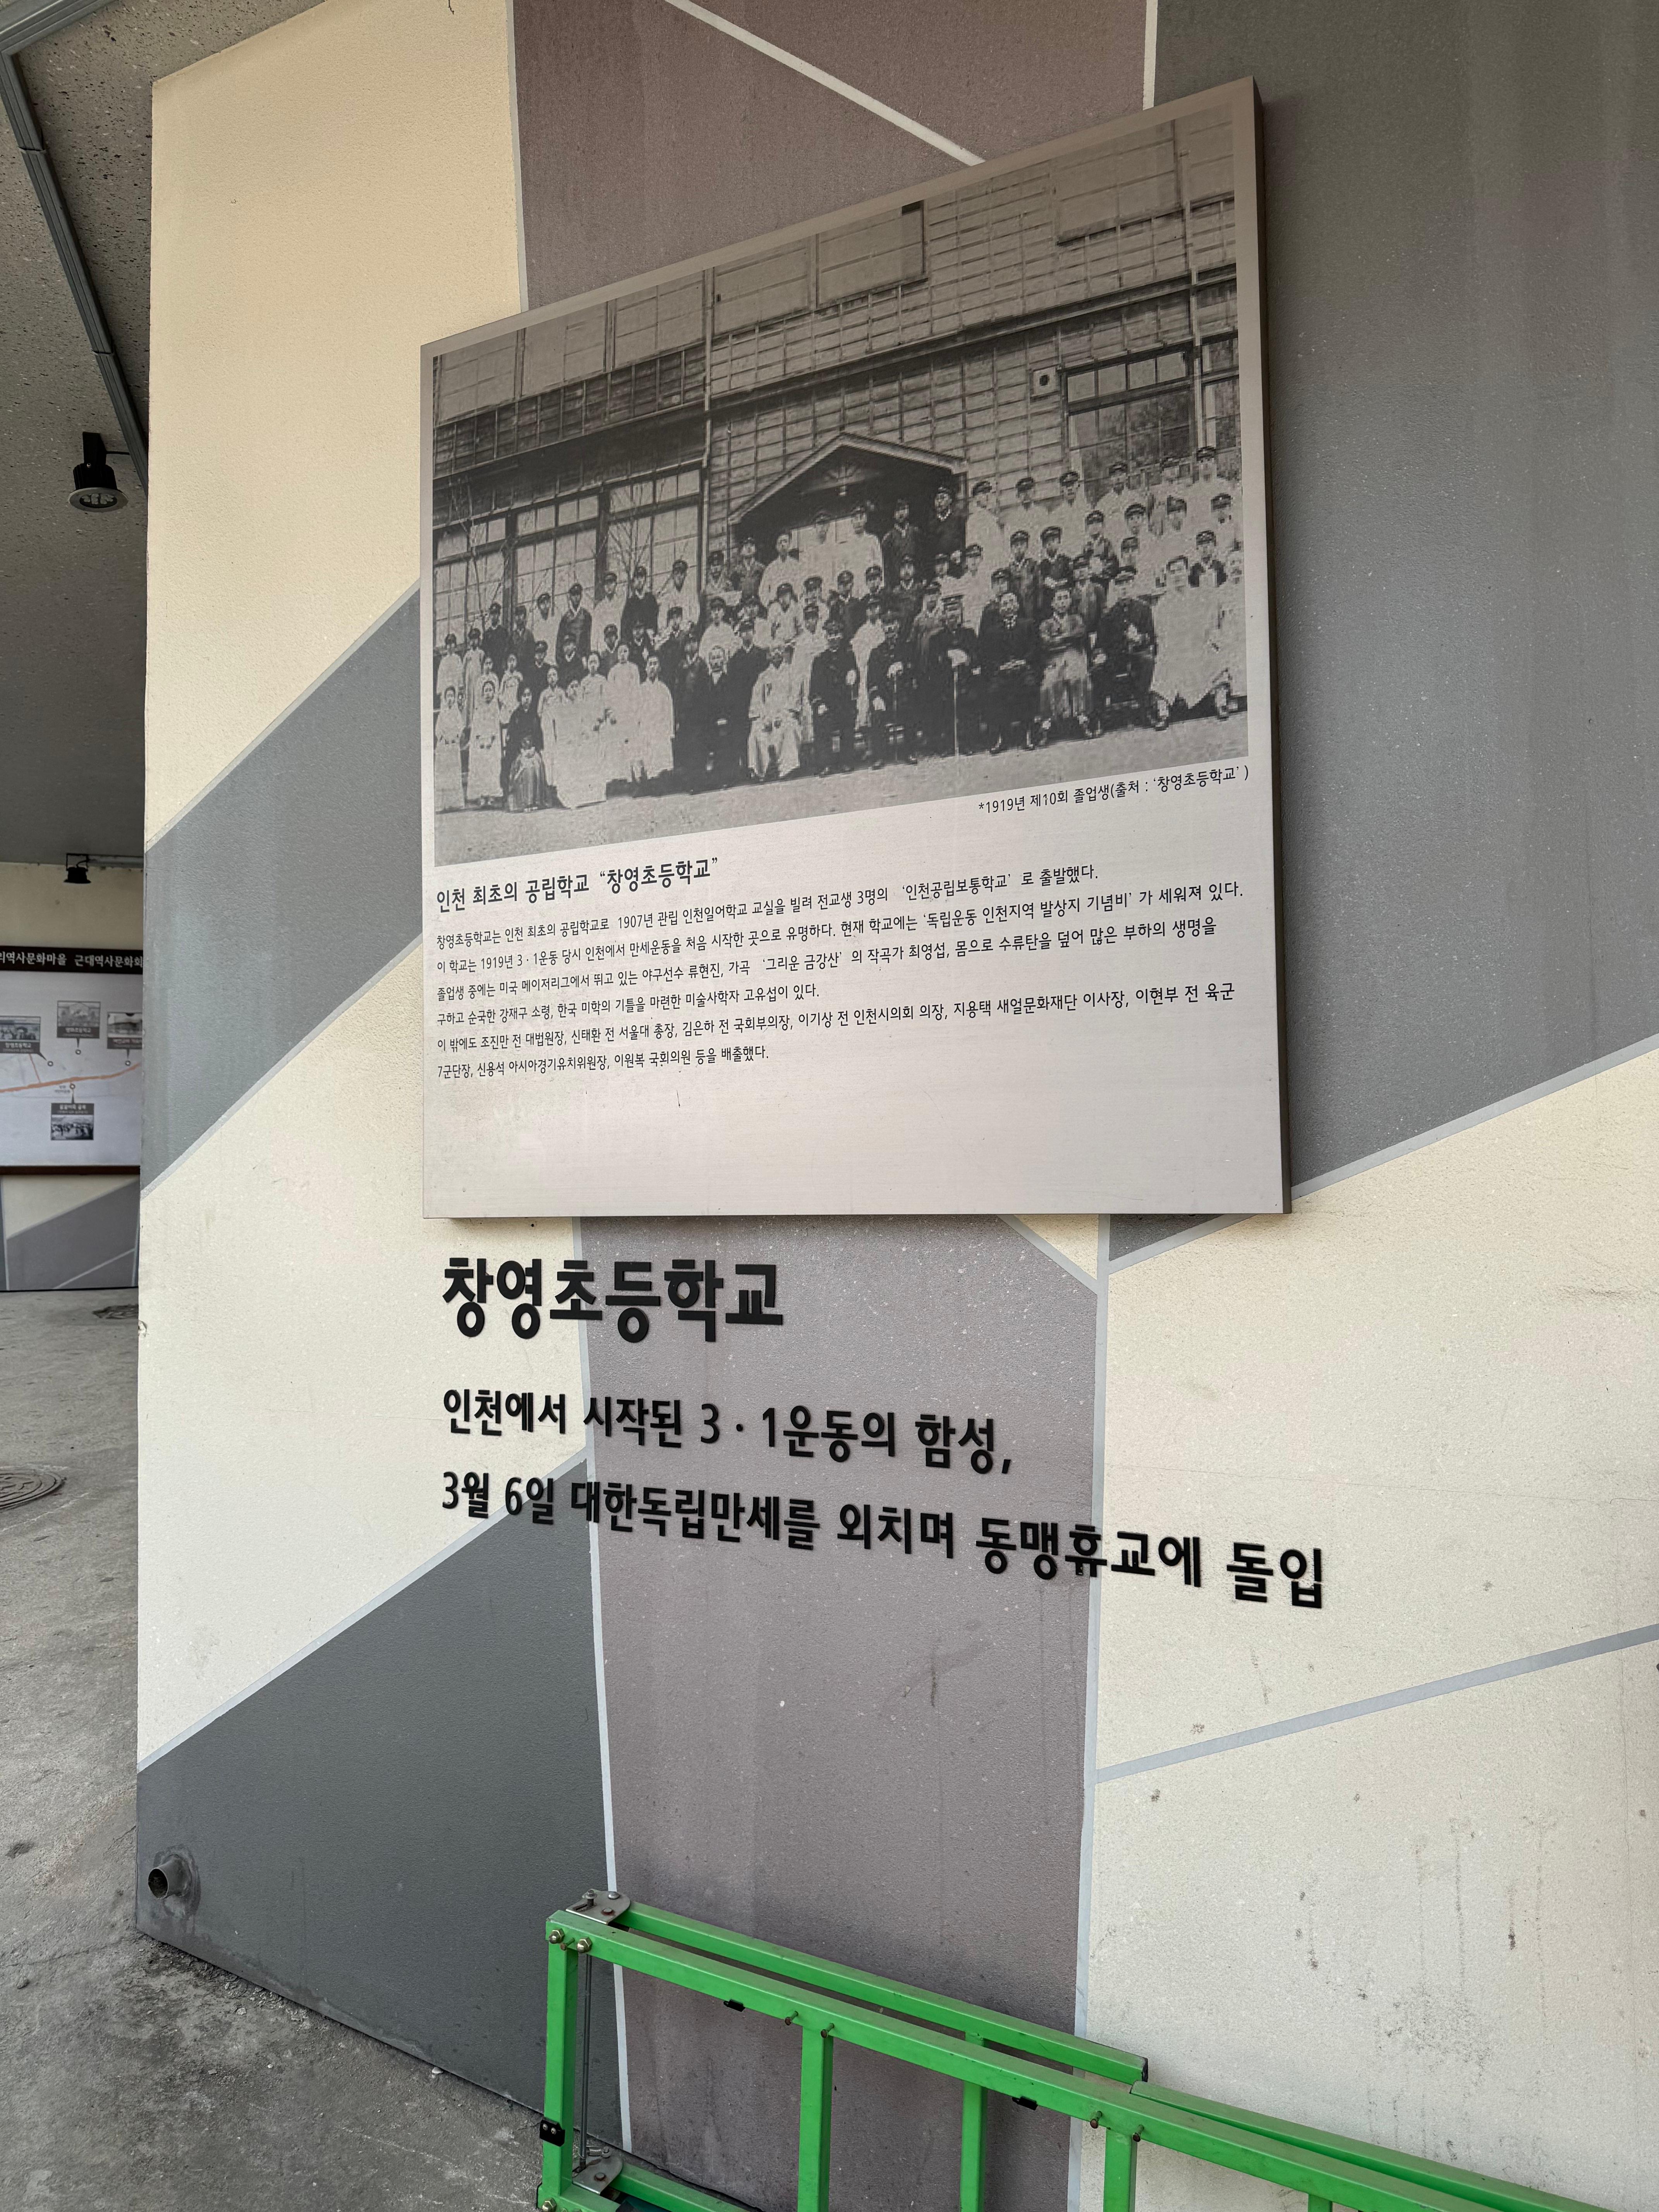 *1919년 제10회 졸업생(출처 : ‘창영초등학교’ )
인천 최초의 공립학교 “창영초등학교”
창영초등학교는 인천 최초의 공립학교로 1907년 관립 인천일어학교 교실을 빌려 전교생 3명의 ‘인천공립보통학교’ 로 출발했다.
이 학교는 1919년 3·1운동 당시 인천에서 만세운동을 처음 시작한 곳으로 유명하다. 현재 학교에는 ‘독립운동 인천지역 발상지 기념비’ 가 세워져 있다.
졸업생 중에는 미국 메이저리그에서 뛰고 있는 야구선수 류현진, 가곡 ‘그리운 금강산’ 의 작곡가 최영섭, 몸으로 수류탄을 덮어 많은 부하의 생명을
구하고 순국한 강재구 소령, 한국 미학의 기틀을 마련한 미술사학자 고유섭이 있다.
이 밖에도 조진만 전 대법원장, 신태환 전 서울대 총장, 김은하 전 국회부의장, 이기상 전 인천시의회 의장, 지용택 새얼문화재단 이사장, 이현부 전 육군
7군단장, 신용석 아시아경기유치위원장, 이원복 국회의원 등을 배출했다.
리역사문화마을 근대역사문화회
창영초등학교
인천에서 시작된 3·1운동의 함성,
3월 6일 대한독립만세를 외치며 동맹휴교에 돌입